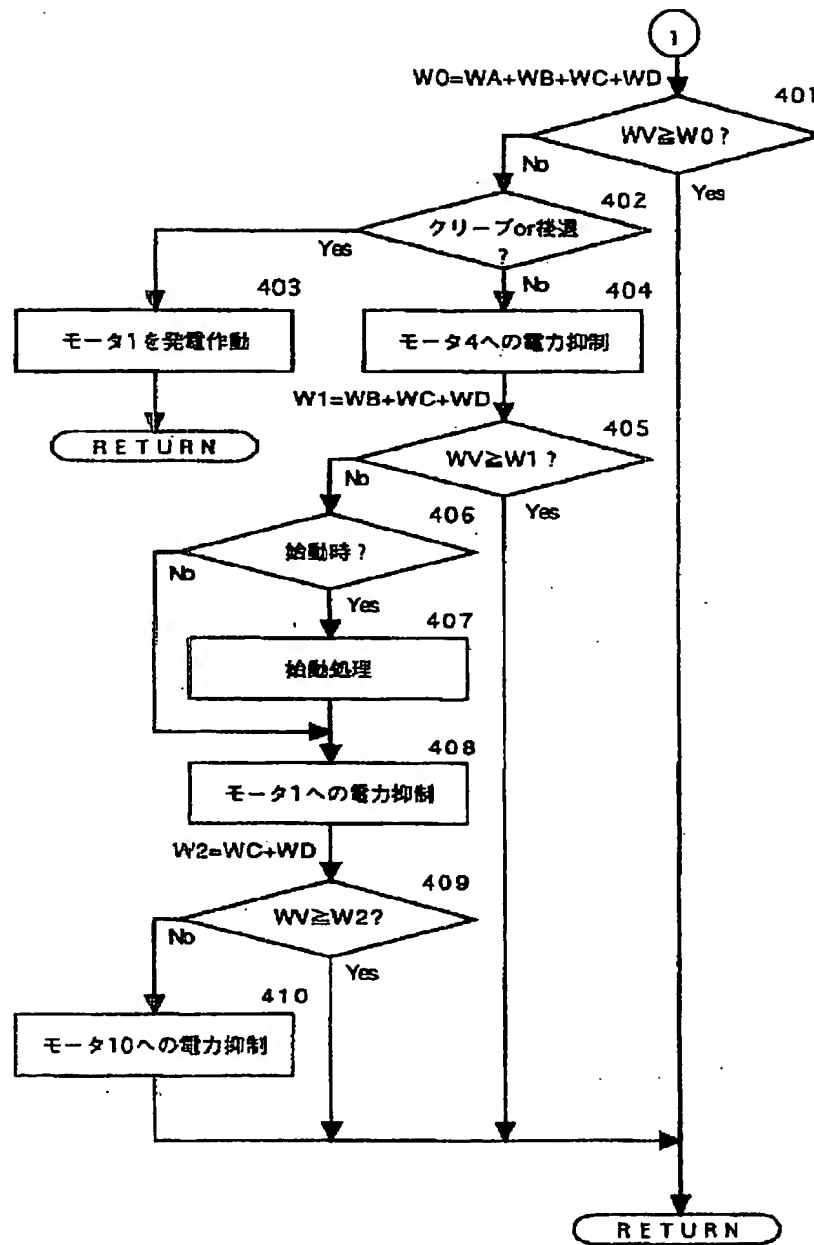 1
W0=WA+WB+WC+WD
401
WV≧W0?
No
Yes
402
クリープor後退
?
Yes
No
403
モータ1を発電作動
RETURN
404
モータ4への電力抑制
W1=WB+WC+WD
405
WV≧W1?
No
Yes
406
始動時?
No
Yes
407
始動処理
408
モータ1への電力抑制
W2=WC+WD
409
WV≧W2?
No
Yes
410
モータ10への電力抑制
RETURN